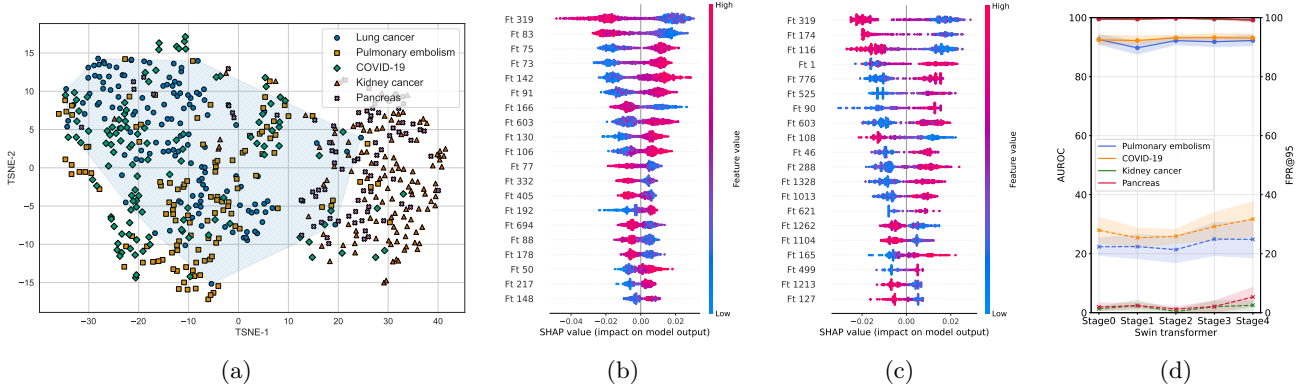 Lung cancer
Pulmonary embolism
COVID-19
Kidney cancer
Pancreas
TSNE-2
15
10
5
0
−5
−10
−15
−30
−20
−10
0
10
20
30
40
TSNE-1
(a)
Ft 319
Ft 83
Ft 75
Ft 73
Ft 142
Ft 91
Ft 166
Ft 603
Ft 130
Ft 106
Ft 77
Ft 332
Ft 405
Ft 192
Ft 694
Ft 88
Ft 178
Ft 50
Ft 217
Ft 148
−0.04
−0.02
0.00
0.02
SHAP value (impact on model output)
High
Feature value
Low
(b)
Ft 319
Ft 174
Ft 116
Ft 1
Ft 776
Ft 525
Ft 90
Ft 603
Ft 108
Ft 46
Ft 288
Ft 1328
Ft 1013
Ft 621
Ft 1262
Ft 1104
Ft 165
Ft 499
Ft 1213
Ft 127
−0.02
0.00
0.02
SHAP value (impact on model output)
High
Feature value
Low
(c)
100
80
60
40
20
0
AUROC
Pulmonary embolism
COVID-19
Kidney cancer
Pancreas
100
80
60
40
20
0
FPR@95
Stage0
Stage1
Stage2
Stage3
Stage4
Swin transformer
(d)